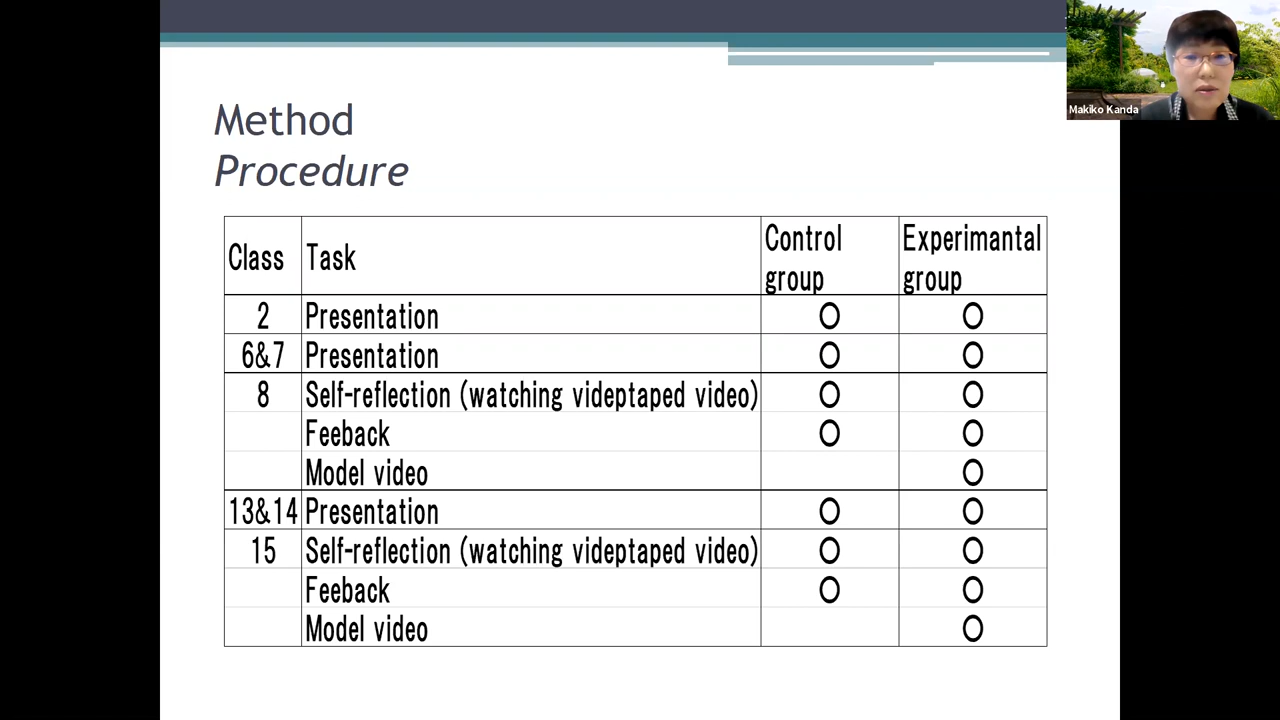 Method
Procedure
Makiko Kanda
Class Task Control group Experimantal group
2 Presentation ○ ○
6&7 Presentation ○ ○
8 Self-reflection (watching videptaped video) ○ ○
Feeback ○ ○
Model video ○
13&14 Presentation ○ ○
15 Self-reflection (watching videptaped video) ○ ○
Feeback ○ ○
Model video ○